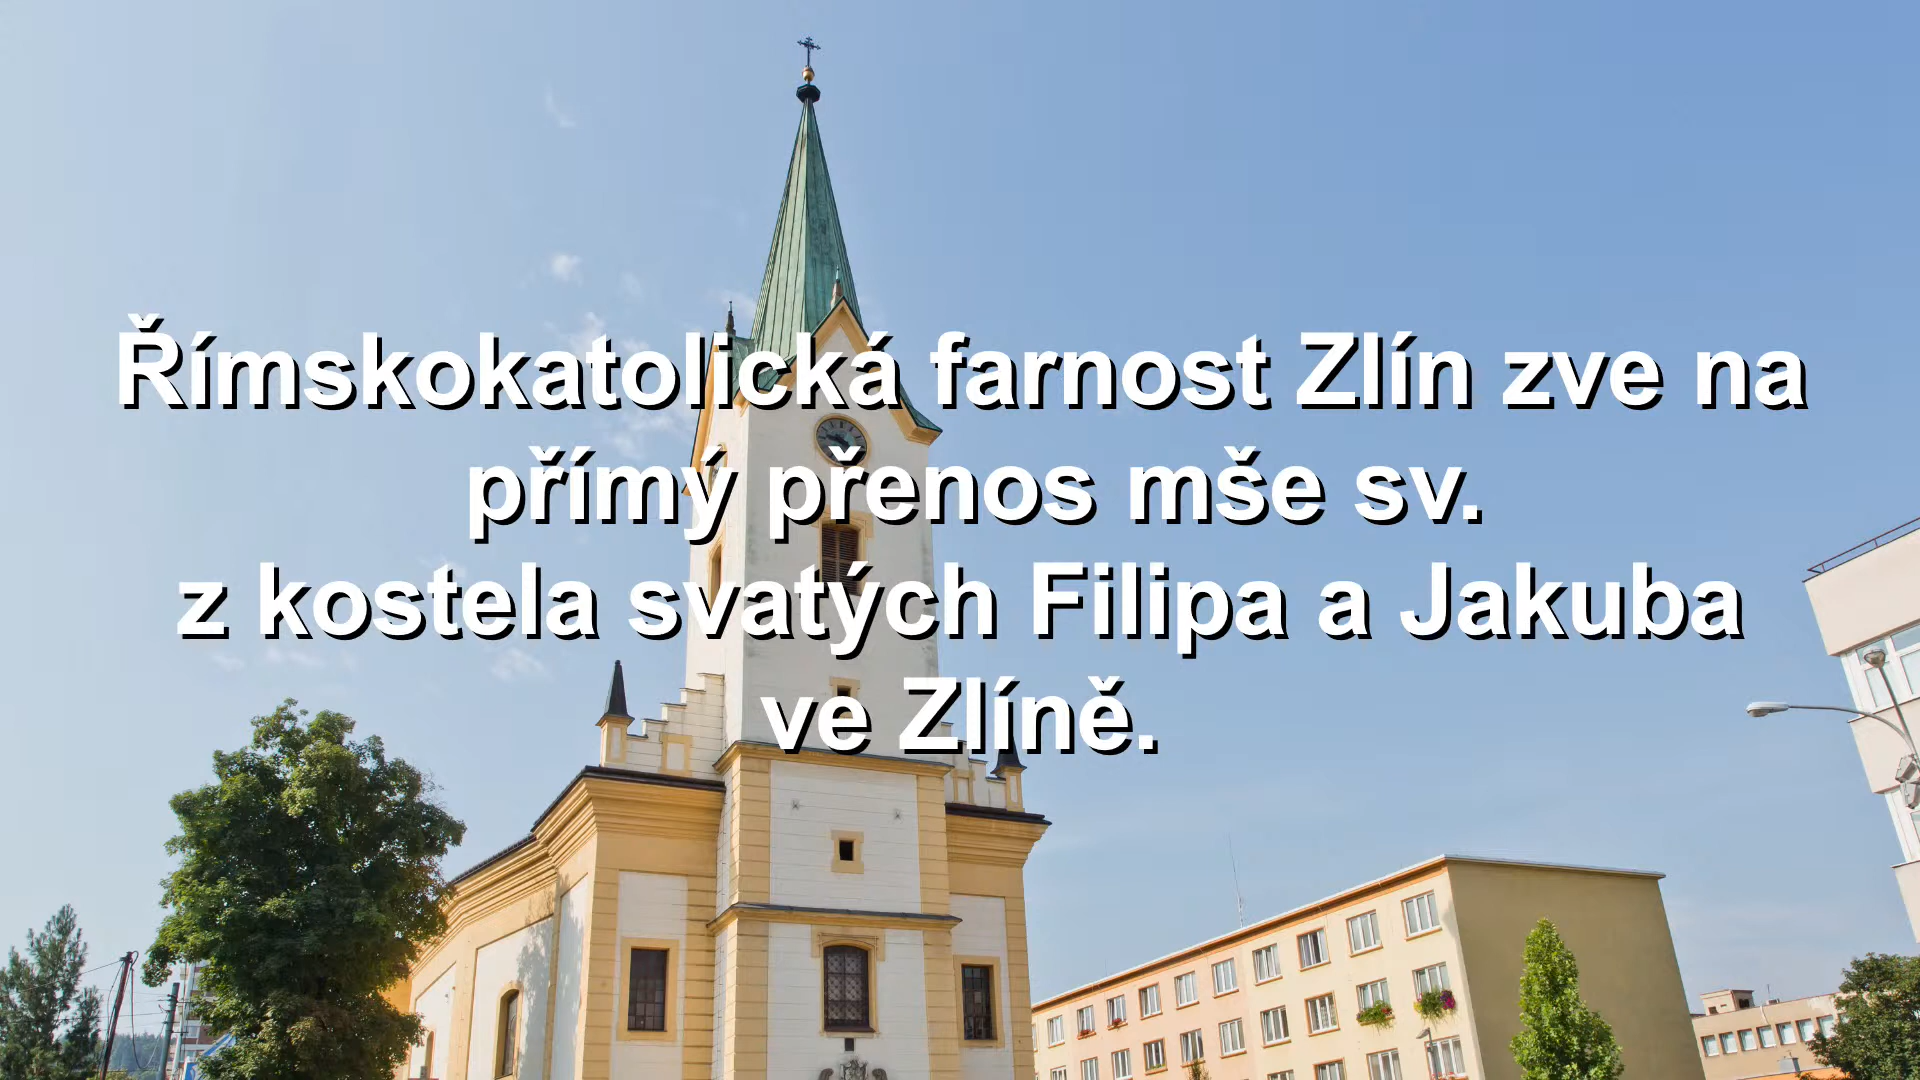 Římskokatolická farnost Zlín zve na
přímý přenos mše sv.
z kostela svatých Filipa a Jakuba
ve Zlíně.